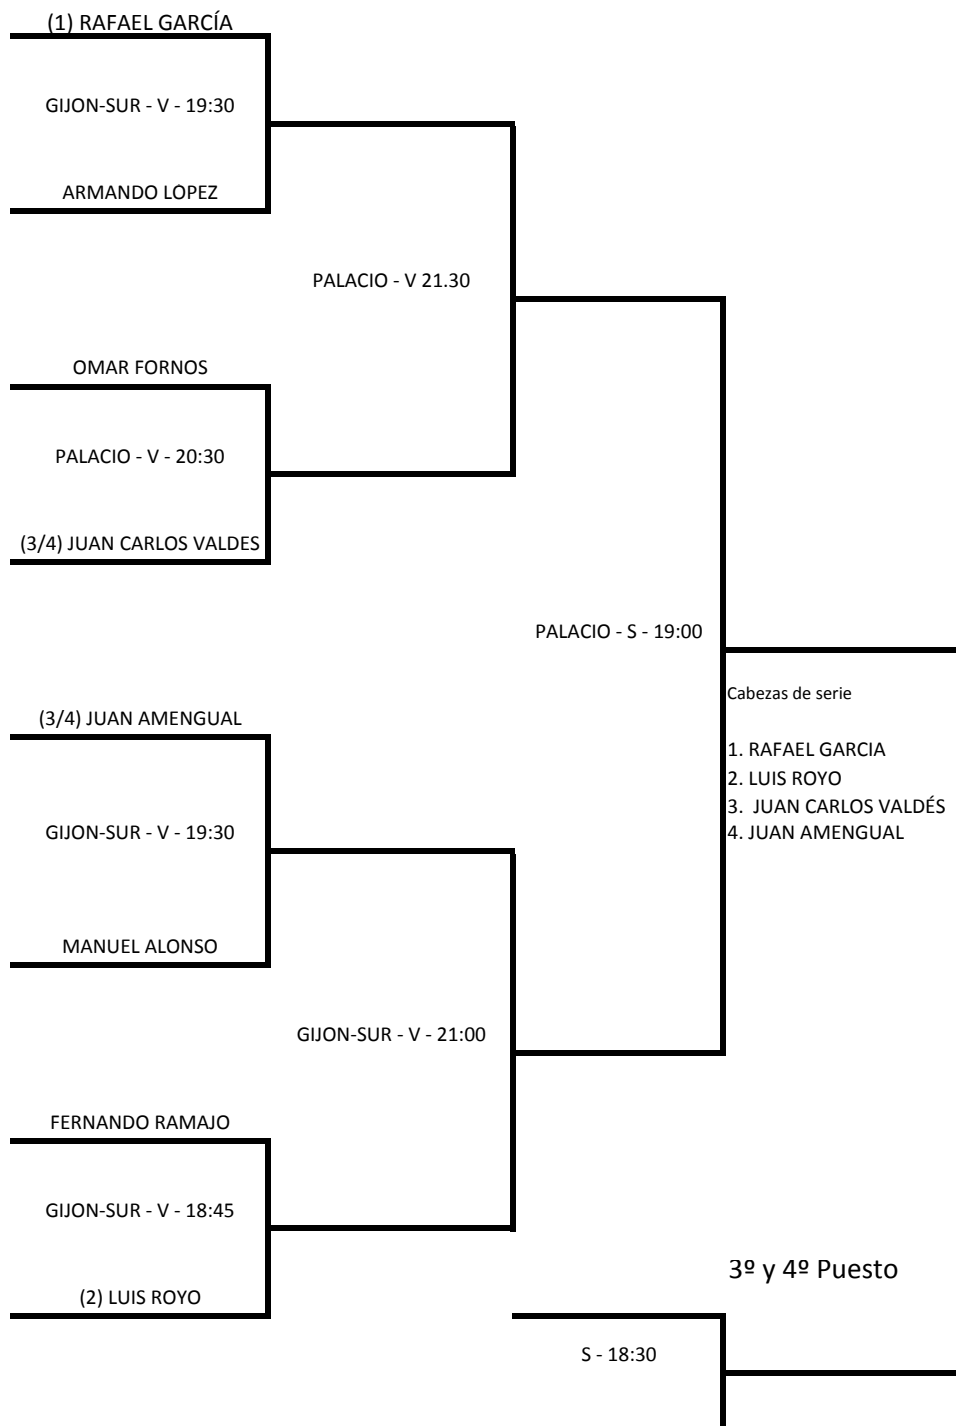 (1) RAFAEL GARCÍA
GIJON-SUR - V - 19:30
ARMANDO LOPEZ
PALACIO - V 21.30
OMAR FORNOS
PALACIO - V - 20:30
(3/4) JUAN CARLOS VALDES
PALACIO - S - 19:00
Cabezas de serie
(3/4) JUAN AMENGUAL
1. RAFAEL GARCIA
2. LUIS ROYO
3. JUAN CARLOS VALDÉS
4. JUAN AMENGUAL
GIJON-SUR - V - 19:30
MANUEL ALONSO
GIJON-SUR - V - 21:00
FERNANDO RAMAJO
GIJON-SUR - V - 18:45
(2) LUIS ROYO
3º y 4º Puesto
S - 18:30